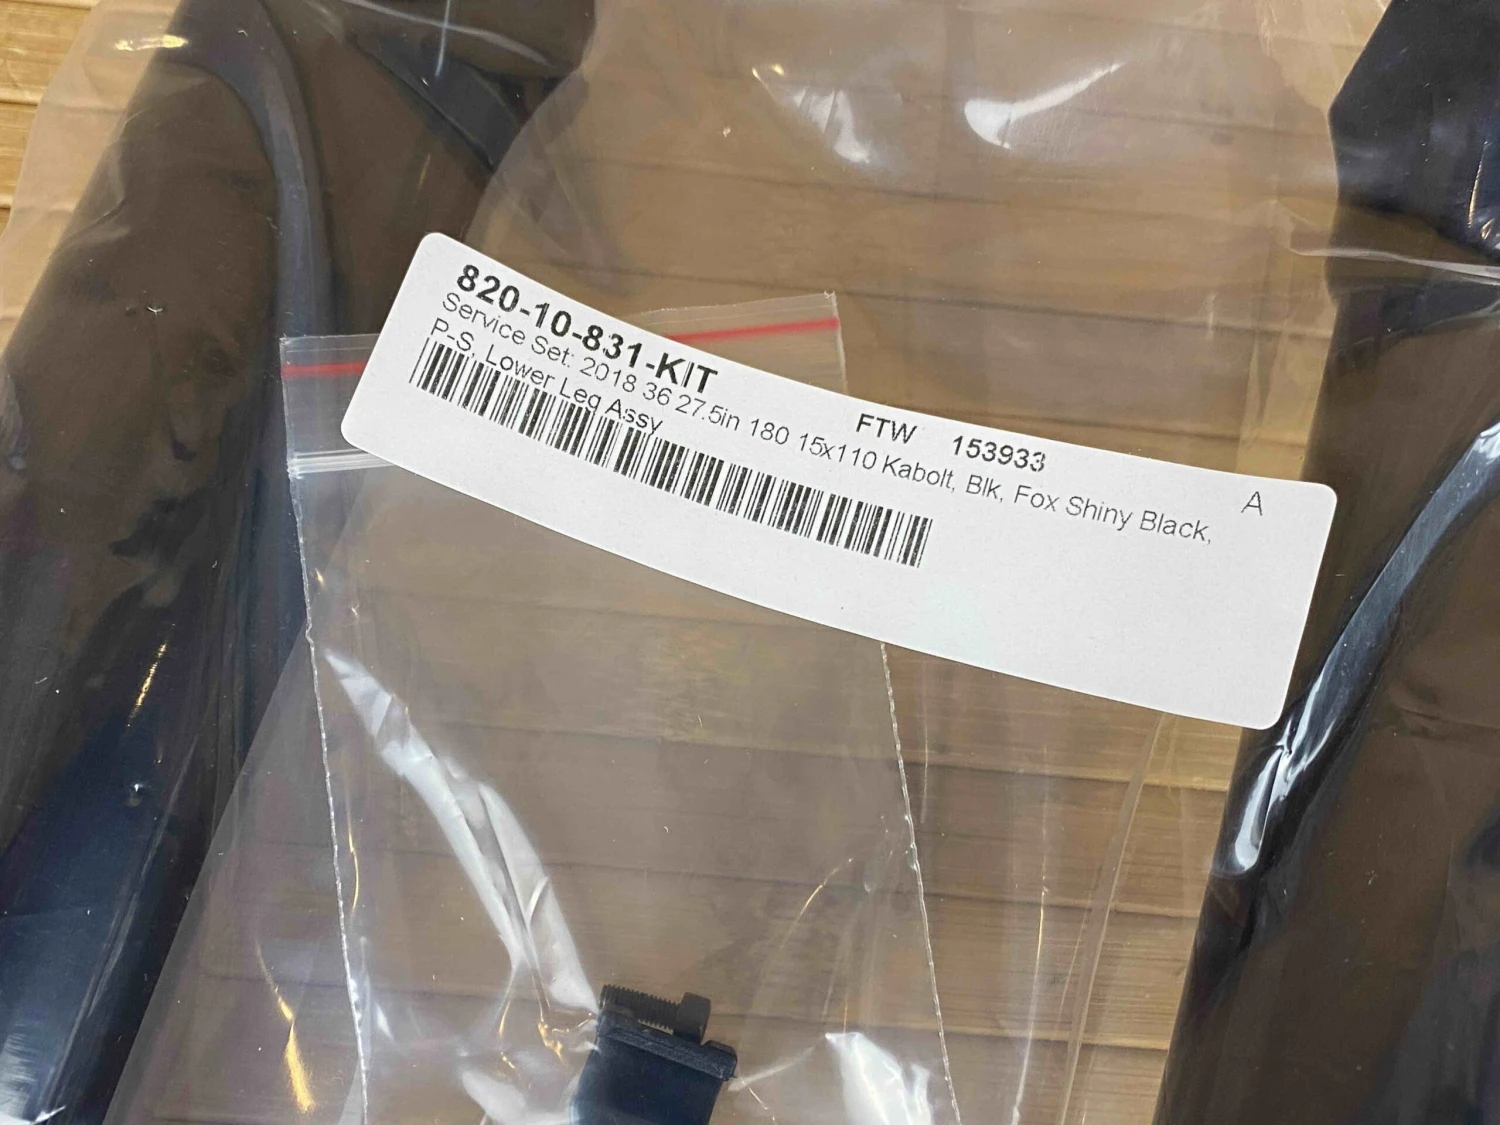 820-10-831-KIT FTW 153933 A
Service Set: 2018 36 27.5in 180 15x110 Kabolt, Blk, Fox Shiny Black,
P-S, Lower Leg Assy